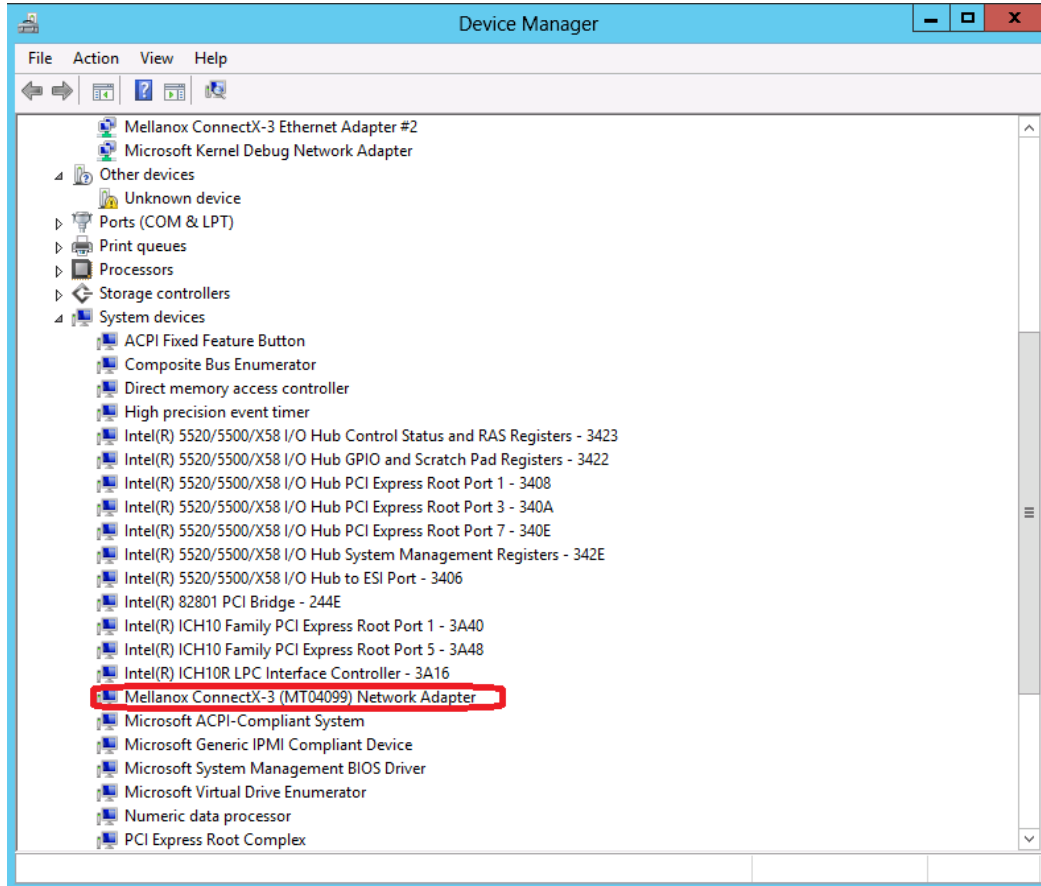 Device Manager
File Action View Help
Mellanox ConnectX-3 Ethernet Adapter #2
Microsoft Kernel Debug Network Adapter
Other devices
Unknown device
Ports (COM & LPT)
Print queues
Processors
Storage controllers
System devices
ACPI Fixed Feature Button
Composite Bus Enumerator
Direct memory access controller
High precision event timer
Intel(R) 5520/5500/X58 I/O Hub Control Status and RAS Registers - 3423
Intel(R) 5520/5500/X58 I/O Hub GPIO and Scratch Pad Registers - 3422
Intel(R) 5520/5500/X58 I/O Hub PCI Express Root Port 1 - 3408
Intel(R) 5520/5500/X58 I/O Hub PCI Express Root Port 3 - 340A
Intel(R) 5520/5500/X58 I/O Hub PCI Express Root Port 7 - 340E
Intel(R) 5520/5500/X58 I/O Hub System Management Registers - 342E
Intel(R) 5520/5500/X58 I/O Hub to ESI Port - 3406
Intel(R) 82801 PCI Bridge - 244E
Intel(R) ICH10 Family PCI Express Root Port 1 - 3A40
Intel(R) ICH10 Family PCI Express Root Port 5 - 3A48
Intel(R) ICH10R LPC Interface Controller - 3A16
Mellanox ConnectX-3 (MT04099) Network Adapter
Microsoft ACPI-Compliant System
Microsoft Generic IPMI Compliant Device
Microsoft System Management BIOS Driver
Microsoft Virtual Drive Enumerator
Numeric data processor
PCI Express Root Complex